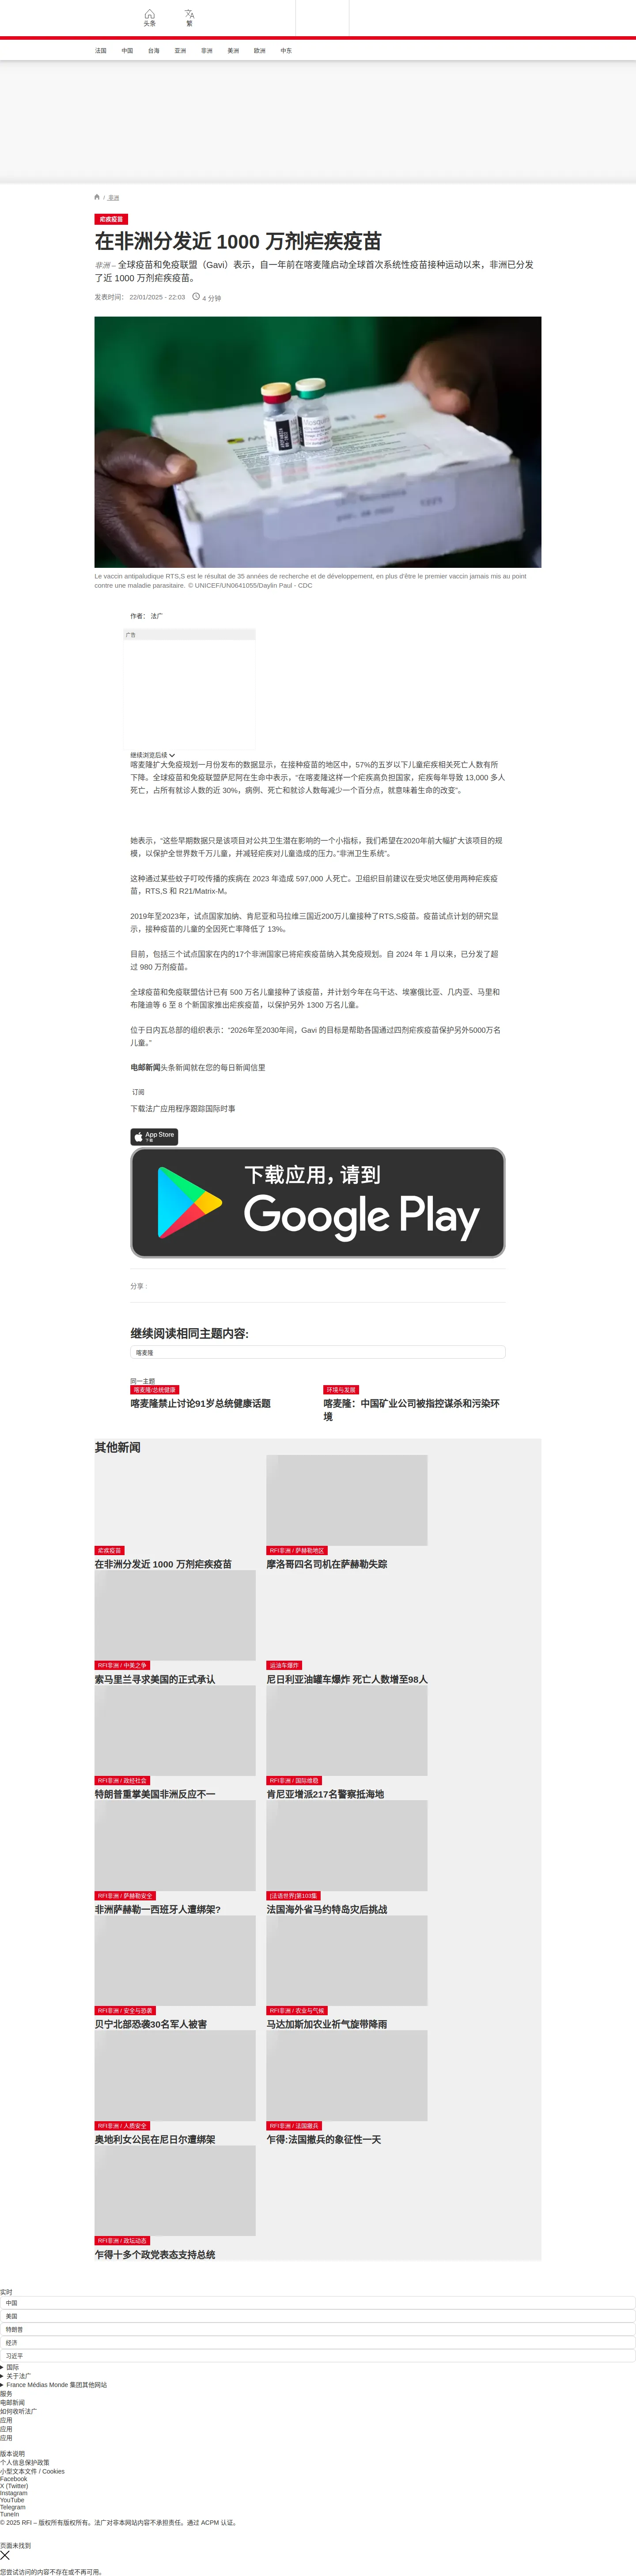 头条
繁
法国 中国 台海 亚洲 非洲 美洲 欧洲 中东
/ 非洲
疟疾疫苗
在非洲分发近 1000 万剂疟疾疫苗
非洲 – 全球疫苗和免疫联盟（Gavi）表示，自一年前在喀麦隆启动全球首次系统性疫苗接种运动以来，非洲已分发
了近 1000 万剂疟疾疫苗。
发表时间： 22/01/2025 - 22:03 4 分钟
Mosquirix
Le vaccin antipaludique RTS,S est le résultat de 35 années de recherche et de développement, en plus d'être le premier vaccin jamais mis au point
contre une maladie parasitaire. © UNICEF/UN0641055/Daylin Paul - CDC
作者： 法广
广告
继续浏览后续
喀麦隆扩大免疫规划一月份发布的数据显示，在接种疫苗的地区中，57%的五岁以下儿童疟疾相关死亡人数有所
下降。全球疫苗和免疫联盟萨尼阿在生命中表示，“在喀麦隆这样一个疟疾高负担国家，疟疾每年导致 13,000 多人
死亡，占所有就诊人数的近 30%，病例、死亡和就诊人数每减少一个百分点，就意味着生命的改变”。
她表示，“这些早期数据只是该项目对公共卫生潜在影响的一个小指标，我们希望在2020年前大幅扩大该项目的规
模，以保护全世界数千万儿童，并减轻疟疾对儿童造成的压力。”非洲卫生系统“。
这种通过某些蚊子叮咬传播的疾病在 2023 年造成 597,000 人死亡。卫组织目前建议在受灾地区使用两种疟疾疫
苗，RTS,S 和 R21/Matrix-M。
2019年至2023年，试点国家加纳、肯尼亚和马拉维三国近200万儿童接种了RTS,S疫苗。疫苗试点计划的研究显
示，接种疫苗的儿童的全因死亡率降低了 13%。
目前，包括三个试点国家在内的17个非洲国家已将疟疾疫苗纳入其免疫规划。自 2024 年 1 月以来，已分发了超
过 980 万剂疫苗。
全球疫苗和免疫联盟估计已有 500 万名儿童接种了该疫苗，并计划今年在乌干达、埃塞俄比亚、几内亚、马里和
布隆迪等 6 至 8 个新国家推出疟疾疫苗，以保护另外 1300 万名儿童。
位于日内瓦总部的组织表示：“2026年至2030年间，Gavi 的目标是帮助各国通过四剂疟疾疫苗保护另外5000万名
儿童。”
电邮新闻头条新闻就在您的每日新闻信里
订阅
下载法广应用程序跟踪国际时事
App Store
下载
下载应用，请到
Google Play
分享 :
继续阅读相同主题内容:
喀麦隆
同一主题
喀麦隆/总统健康
喀麦隆禁止讨论91岁总统健康话题
环境与发展
喀麦隆：中国矿业公司被指控谋杀和污染环
境
其他新闻
疟疾疫苗
在非洲分发近 1000 万剂疟疾疫苗
RFI非洲 / 萨赫勒地区
摩洛哥四名司机在萨赫勒失踪
RFI非洲 / 中美之争
索马里兰寻求美国的正式承认
运油车爆炸
尼日利亚油罐车爆炸 死亡人数增至98人
RFI非洲 / 政经社会
特朗普重掌美国非洲反应不一
RFI非洲 / 国际维稳
肯尼亚增派217名警察抵海地
RFI非洲 / 萨赫勒安全
非洲萨赫勒一西班牙人遭绑架?
[法语世界]第103集
法国海外省马约特岛灾后挑战
RFI非洲 / 安全与恐袭
贝宁北部恐袭30名军人被害
RFI非洲 / 农业与气候
马达加斯加农业祈气旋带降雨
RFI非洲 / 人质安全
奥地利女公民在尼日尔遭绑架
RFI非洲 / 法国撤兵
乍得:法国撤兵的象征性一天
RFI非洲 / 政坛动态
乍得十多个政党表态支持总统
实时
中国
美国
特朗普
经济
习近平
国际
关于法广
France Médias Monde 集团其他网站
服务
电邮新闻
如何收听法广
应用
应用
应用
版本说明
个人信息保护政策
小型文本文件 / Cookies
Facebook
X (Twitter)
Instagram
YouTube
Telegram
TuneIn
© 2025 RFI – 版权所有版权所有。法广对非本网站内容不承担责任。通过 ACPM 认证。
页面未找到
您尝试访问的内容不存在或不再可用。